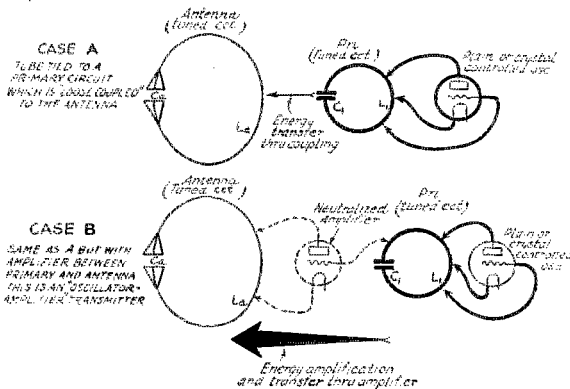 Antenna
(tuned cct.)
CASE A
TUBE TIED TO A
PRIMARY CIRCUIT
WHICH IS "LOOSE COUPLED"
TO THE ANTENNA
Ca
La
Energy
transfer
thru coupling
Pri
(tuned cct.)
C1
L1
Plain or crystal
controlled osc
Antenna
(tuned cct)
CASE B
SAME AS A BUT WITH
AMPLIFIER BETWEEN
PRIMARY AND ANTENNA
THIS IS AN "OSCILLATOR-
AMPLIFIER" TRANSMITTER
Ca
La
Neutralized
amplifier
Pri
(tuned cct)
C1
L1
Plain or
crystal
controlled
osc.
Energy amplification
and transfer thru amplifier